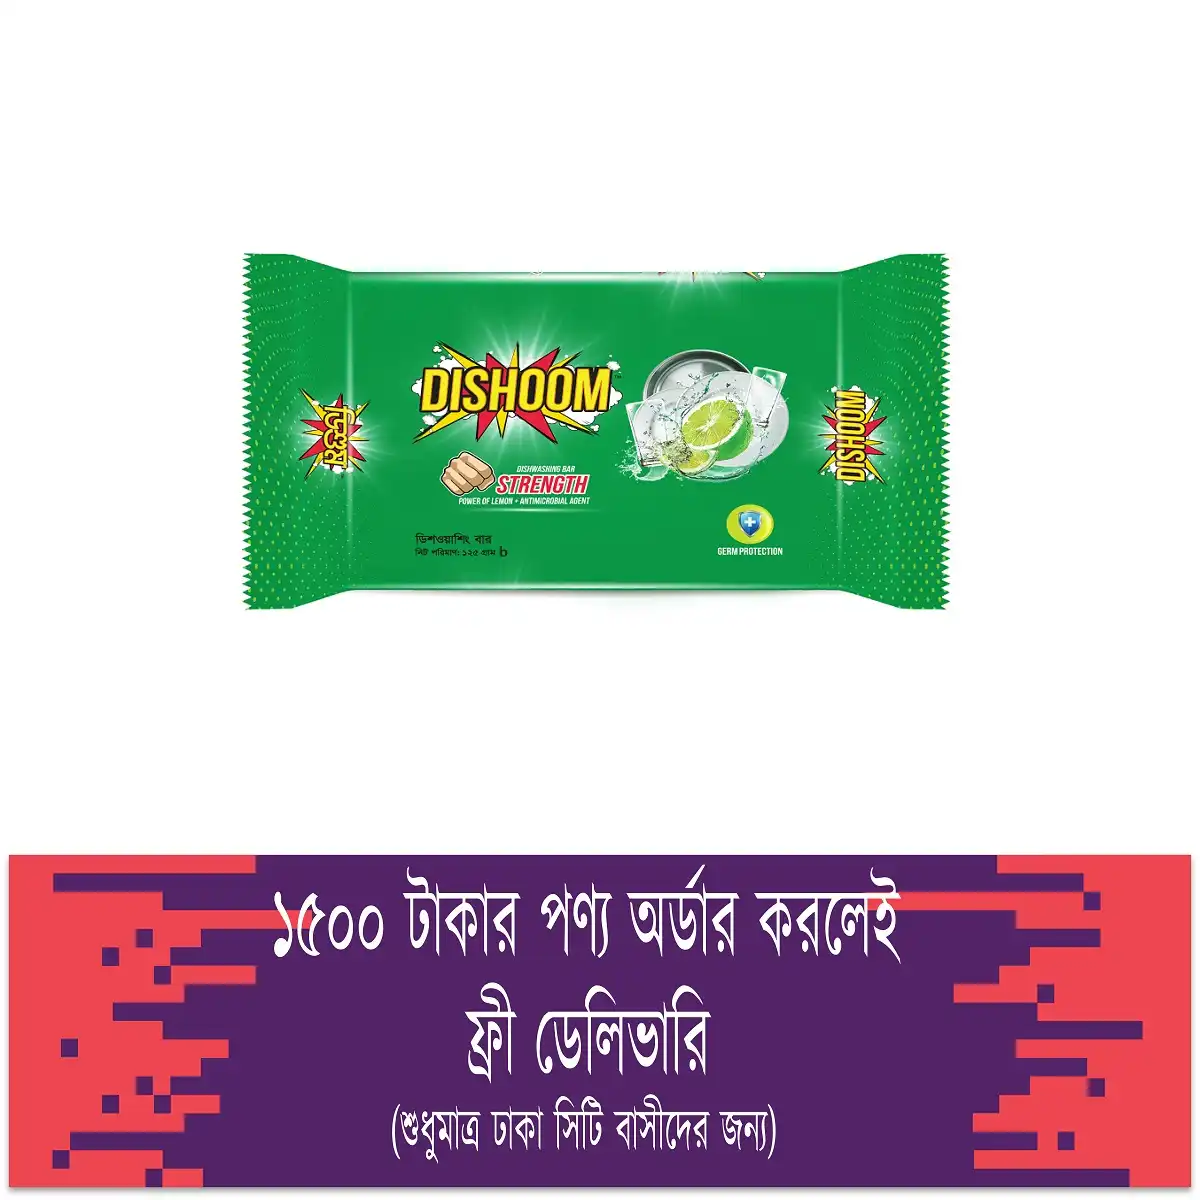 DISHOOM
ডিশুম
DISHOOM
DISHWASHING BAR
STRENGTH
POWER OF LEMON + ANTIMICROBIAL AGENT
ডিশওয়াশিং বার
নিট পরিমাণ: ১২৫ গ্রাম b
GERM PROTECTION
১৫০০ টাকার পণ্য অর্ডার করলেই
ফ্রী ডেলিভারি
(শুধুমাত্র ঢাকা সিটি বাসীদের জন্য)